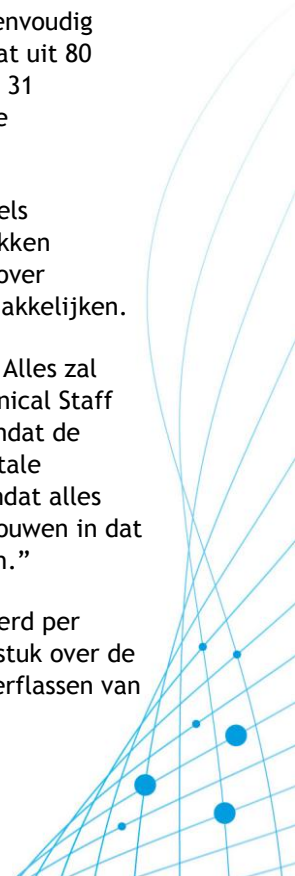 envoudig
at uit 80
31
e
els
kken
over
akkelijken.
Alles zal
mical Staff
ndat de
tale
ndat alles
ouwen in dat
n.”
erd per
stuk over de
erflassen van